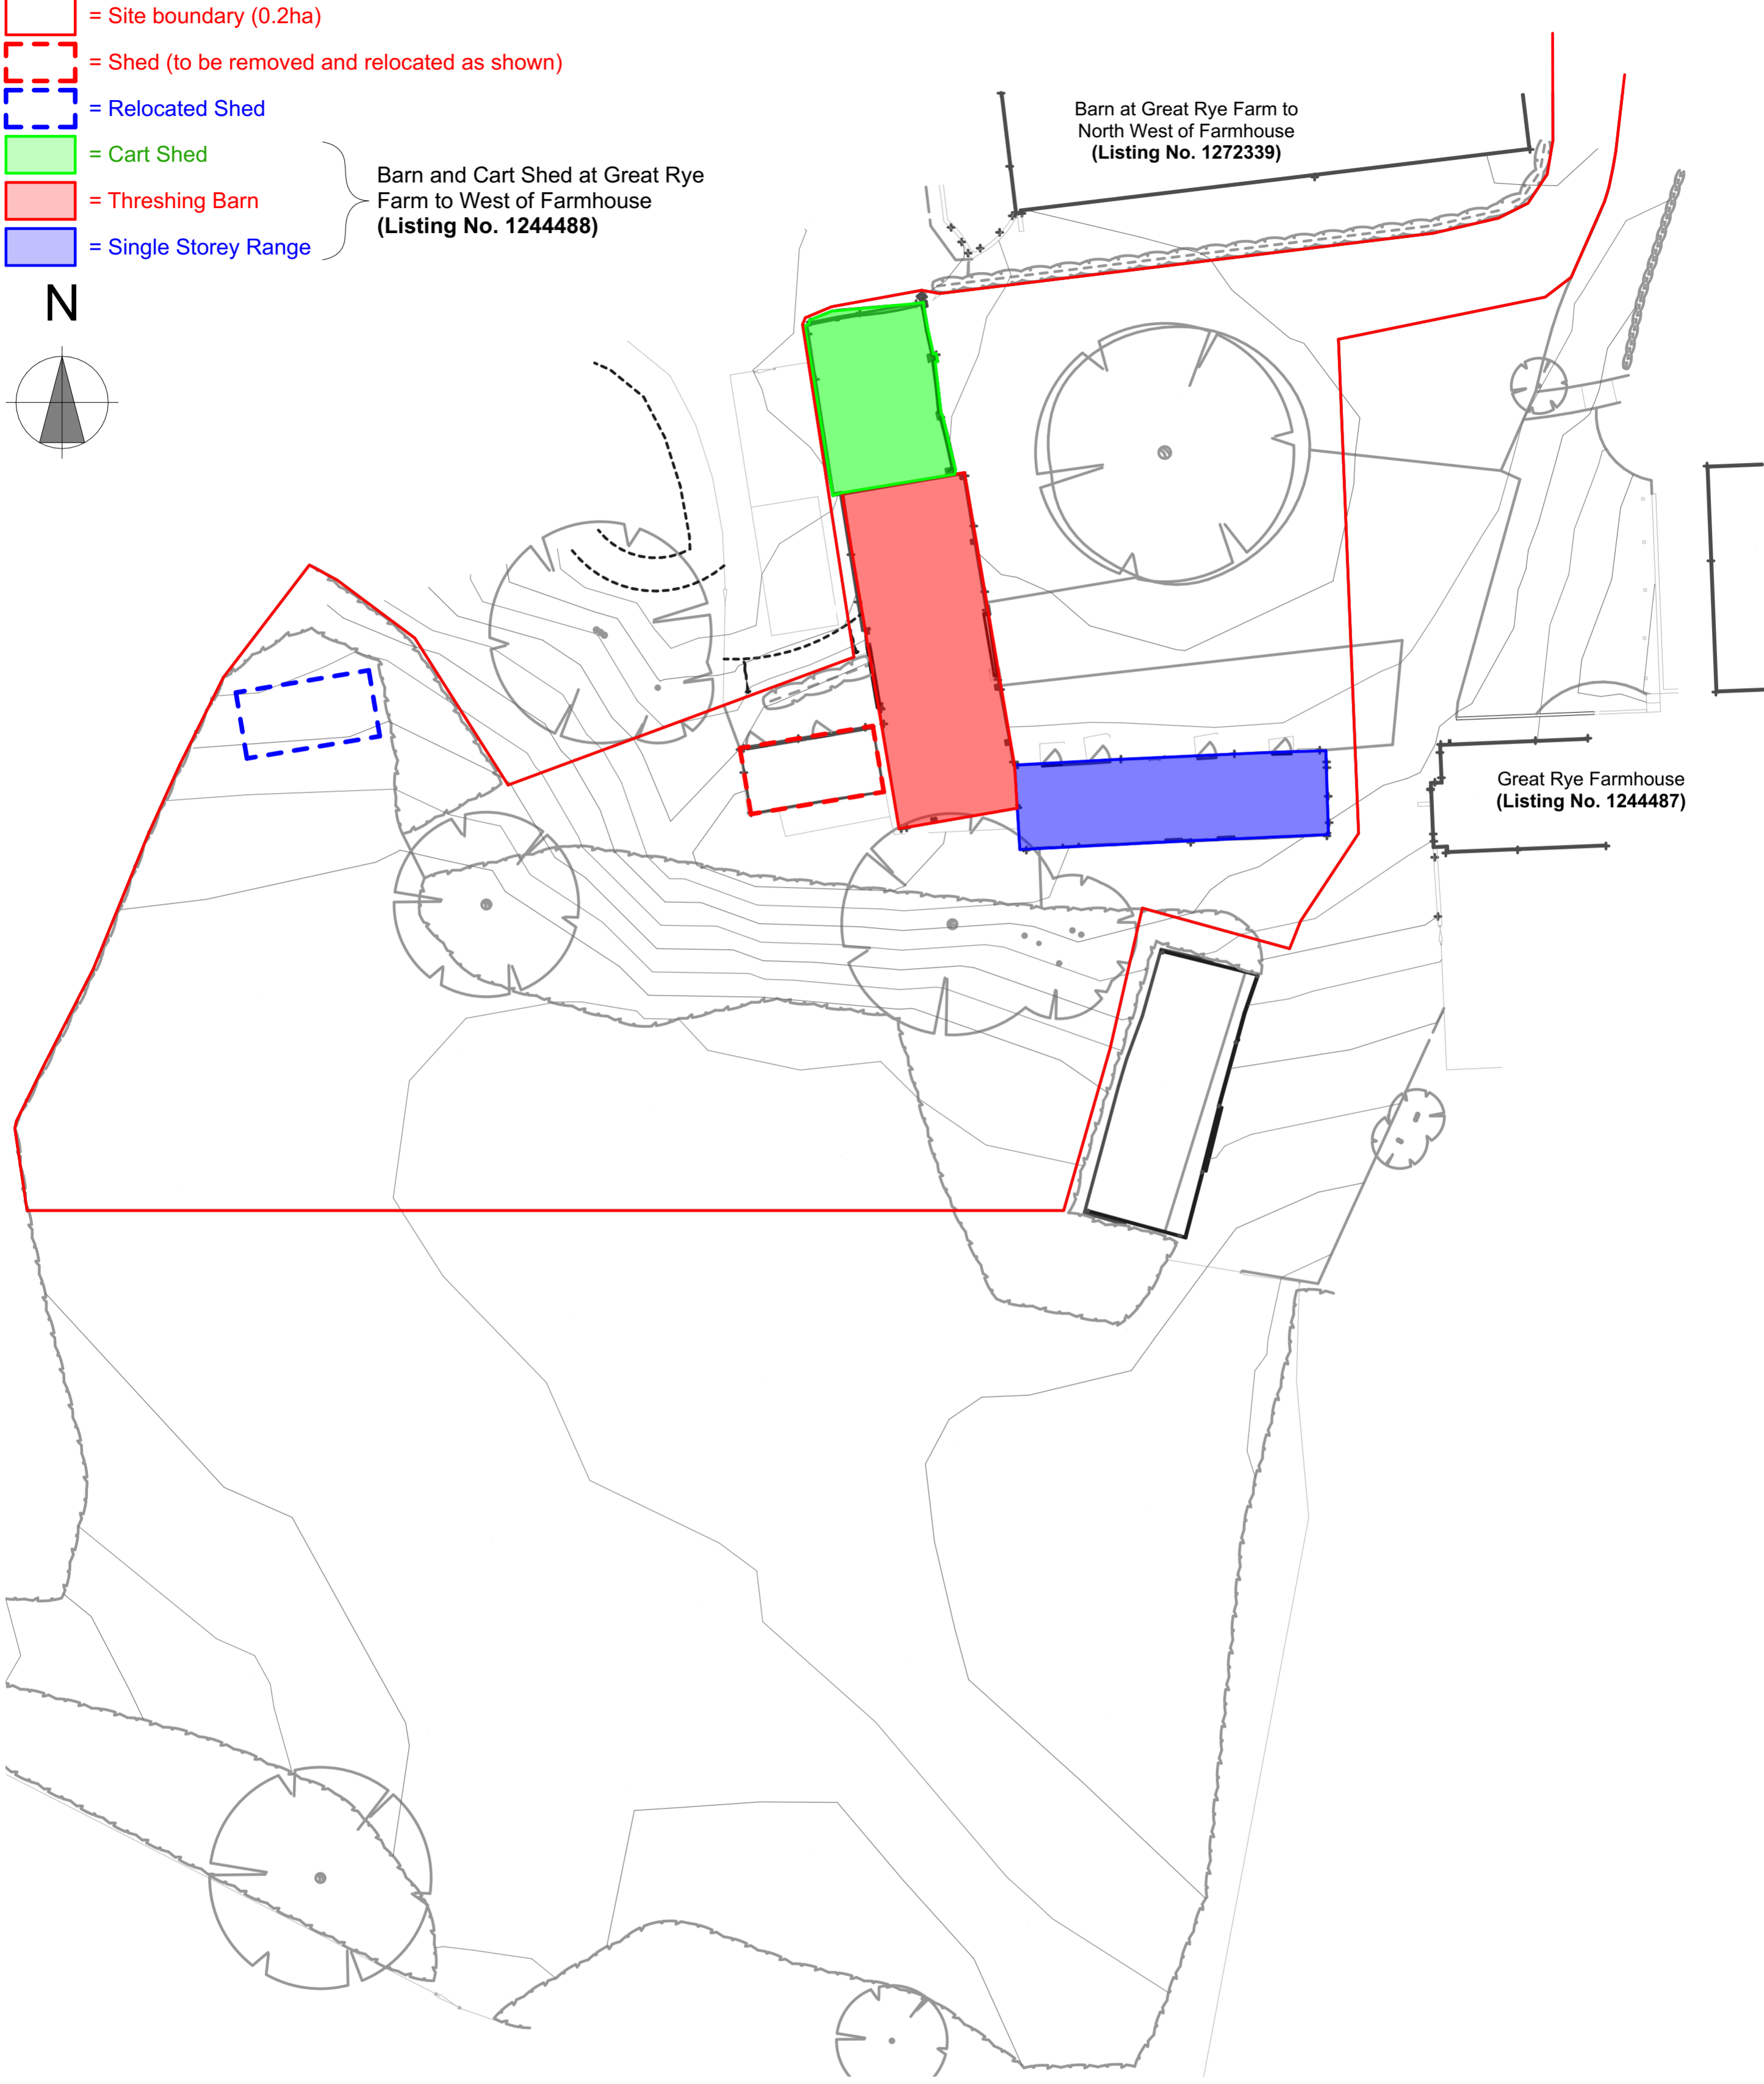 = Site boundary (0.2ha)
= Shed (to be removed and relocated as shown)
= Relocated Shed
= Cart Shed
= Threshing Barn
= Single Storey Range
Barn and Cart Shed at Great Rye
Farm to West of Farmhouse
(Listing No. 1244488)
N
Barn at Great Rye Farm to
North West of Farmhouse
(Listing No. 1272339)
Great Rye Farmhouse
(Listing No. 1244487)